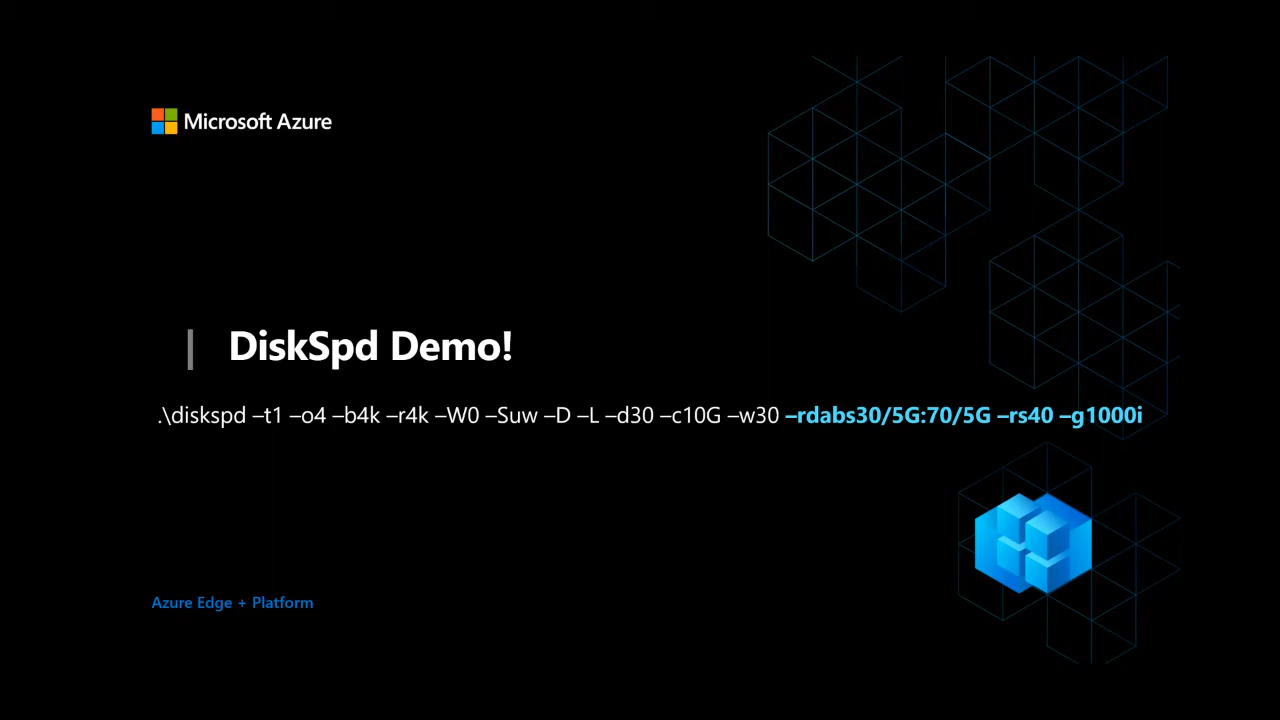 Microsoft Azure
DiskSpd Demo!
.\diskspd –t1 –o4 –b4k –r4k –W0 –Suw –D –L –d30 –c10G –w30 –rdabs30/5G:70/5G –rs40 –g1000i
Azure Edge + Platform